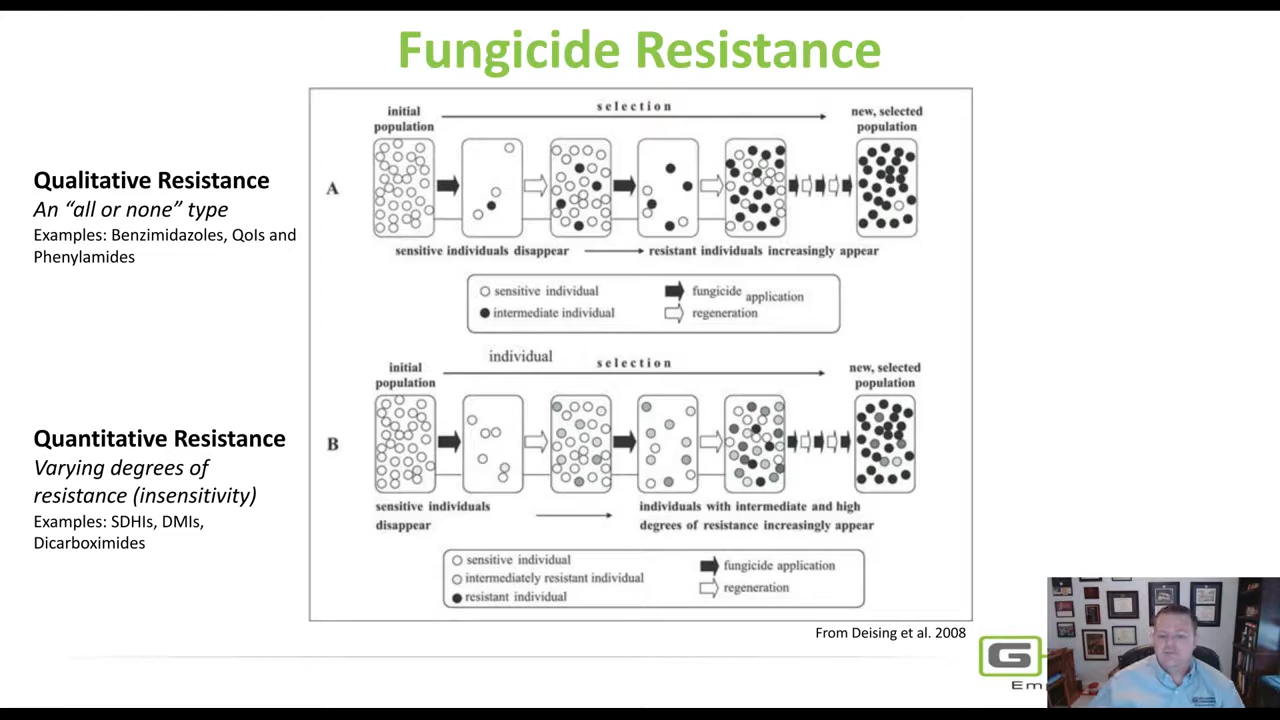 Fungicide Resistance
Qualitative Resistance
An “all or none” type
Examples: Benzimidazoles, QoIs and
Phenylamides
initial
population
selection
new, selected
population
A
sensitive individuals disappear
resistant individuals increasingly appear
sensitive individual
intermediate individual
fungicide application
regeneration
Quantitative Resistance
Varying degrees of
resistance (insensitivity)
Examples: SDHIs, DMIs,
Dicarboximides
individual
initial
population
selection
new, selected
population
B
sensitive individuals
disappear
individuals with intermediate and high
degrees of resistance increasingly appear
sensitive individual
intermediately resistant individual
resistant individual
fungicide application
regeneration
From Deising et al. 2008
G
Em